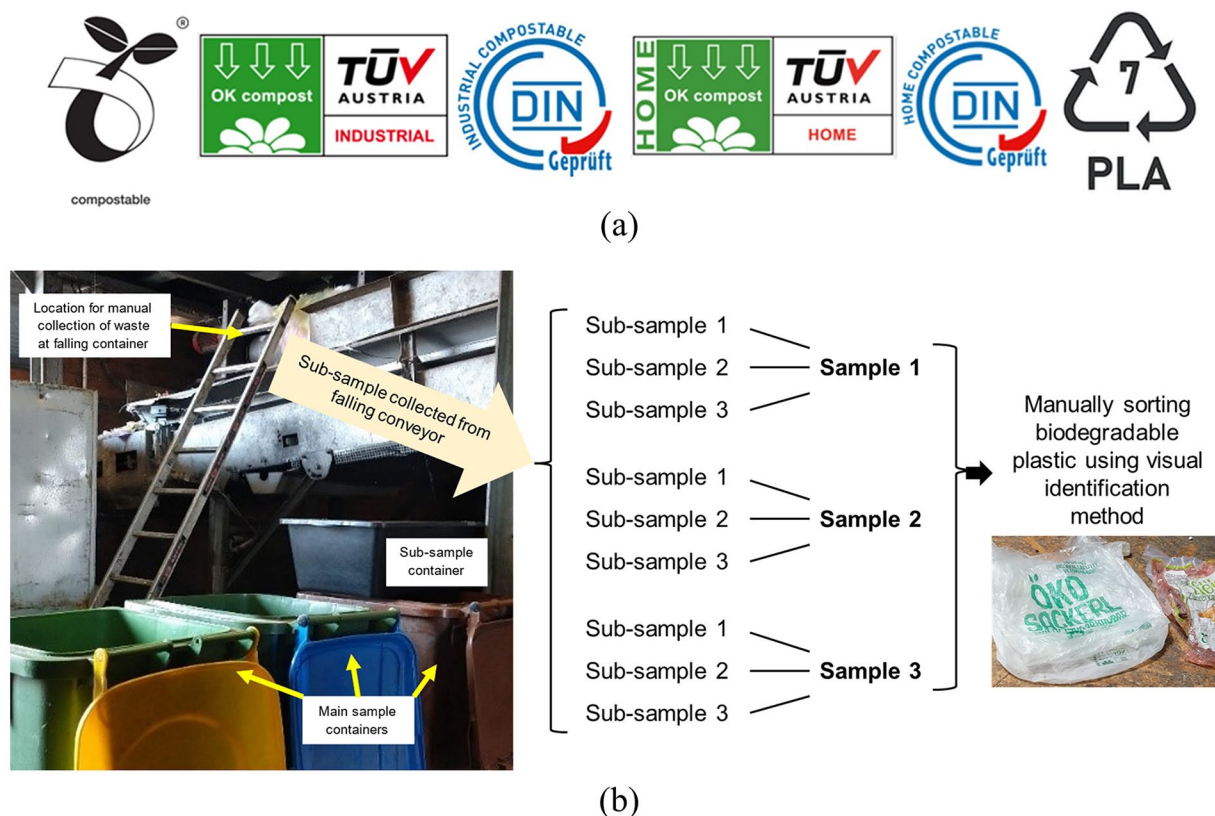 ®
compostable
OK compost
TÜV
AUSTRIA
INDUSTRIAL
INDUSTRIAL COMPOSTABLE
DIN
Geprüft
HOME
OK compost
TÜV
AUSTRIA
HOME
HOME COMPOSTABLE
DIN
Geprüft
7
PLA
(a)
Location for manual
collection of waste
at falling container
Sub-sample collected from
falling conveyor
Sub-sample
container
Main sample
containers
Sub-sample 1
Sub-sample 2
Sub-sample 3
Sample 1
Sub-sample 1
Sub-sample 2
Sub-sample 3
Sample 2
Sub-sample 1
Sub-sample 2
Sub-sample 3
Sample 3
Manually sorting
biodegradable
plastic using visual
identification
method
ÖKO
SACKERL
(b)